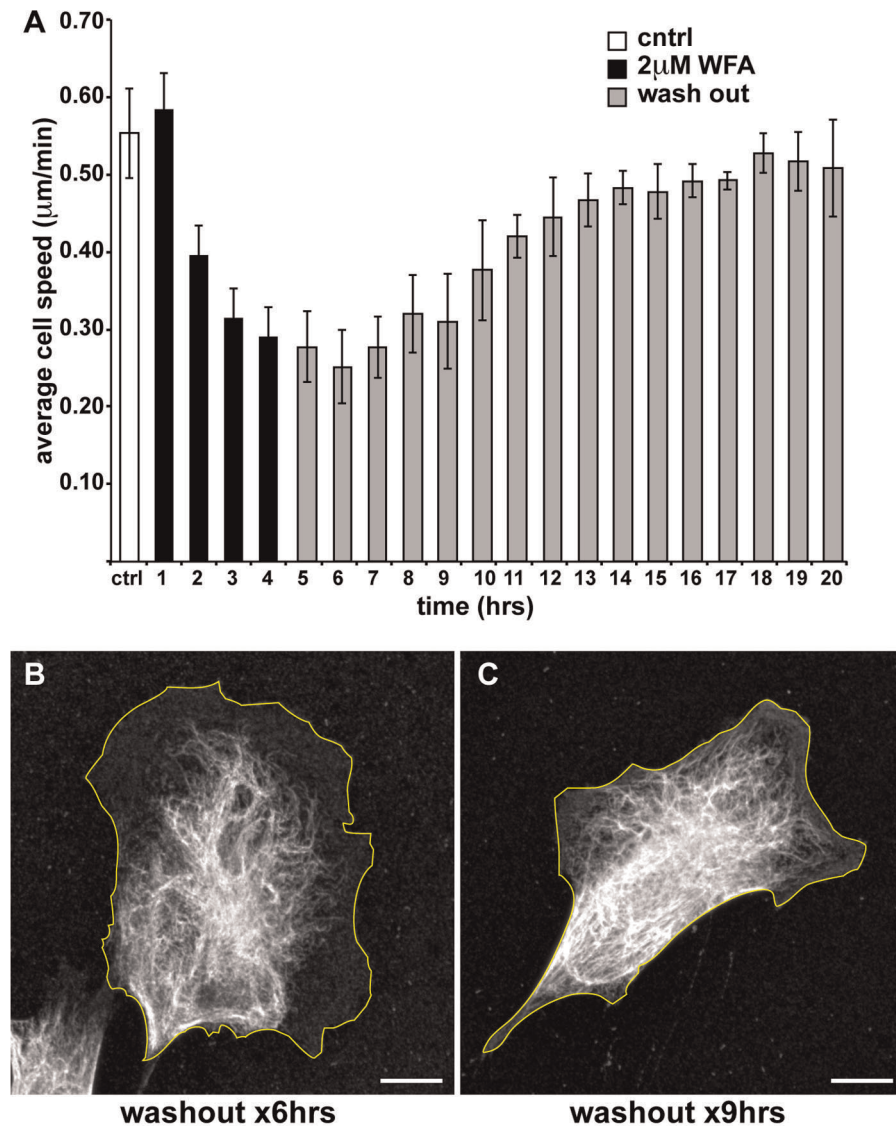 A
0.70
0.60
0.50
0.40
0.30
0.20
0.10
average cell speed (μm/min)
cntrl
2μM WFA
wash out
ctrl 1 2 3 4 5 6 7 8 9 10 11 12 13 14 15 16 17 18 19 20
time (hrs)
B
C
washout x6hrs
washout x9hrs